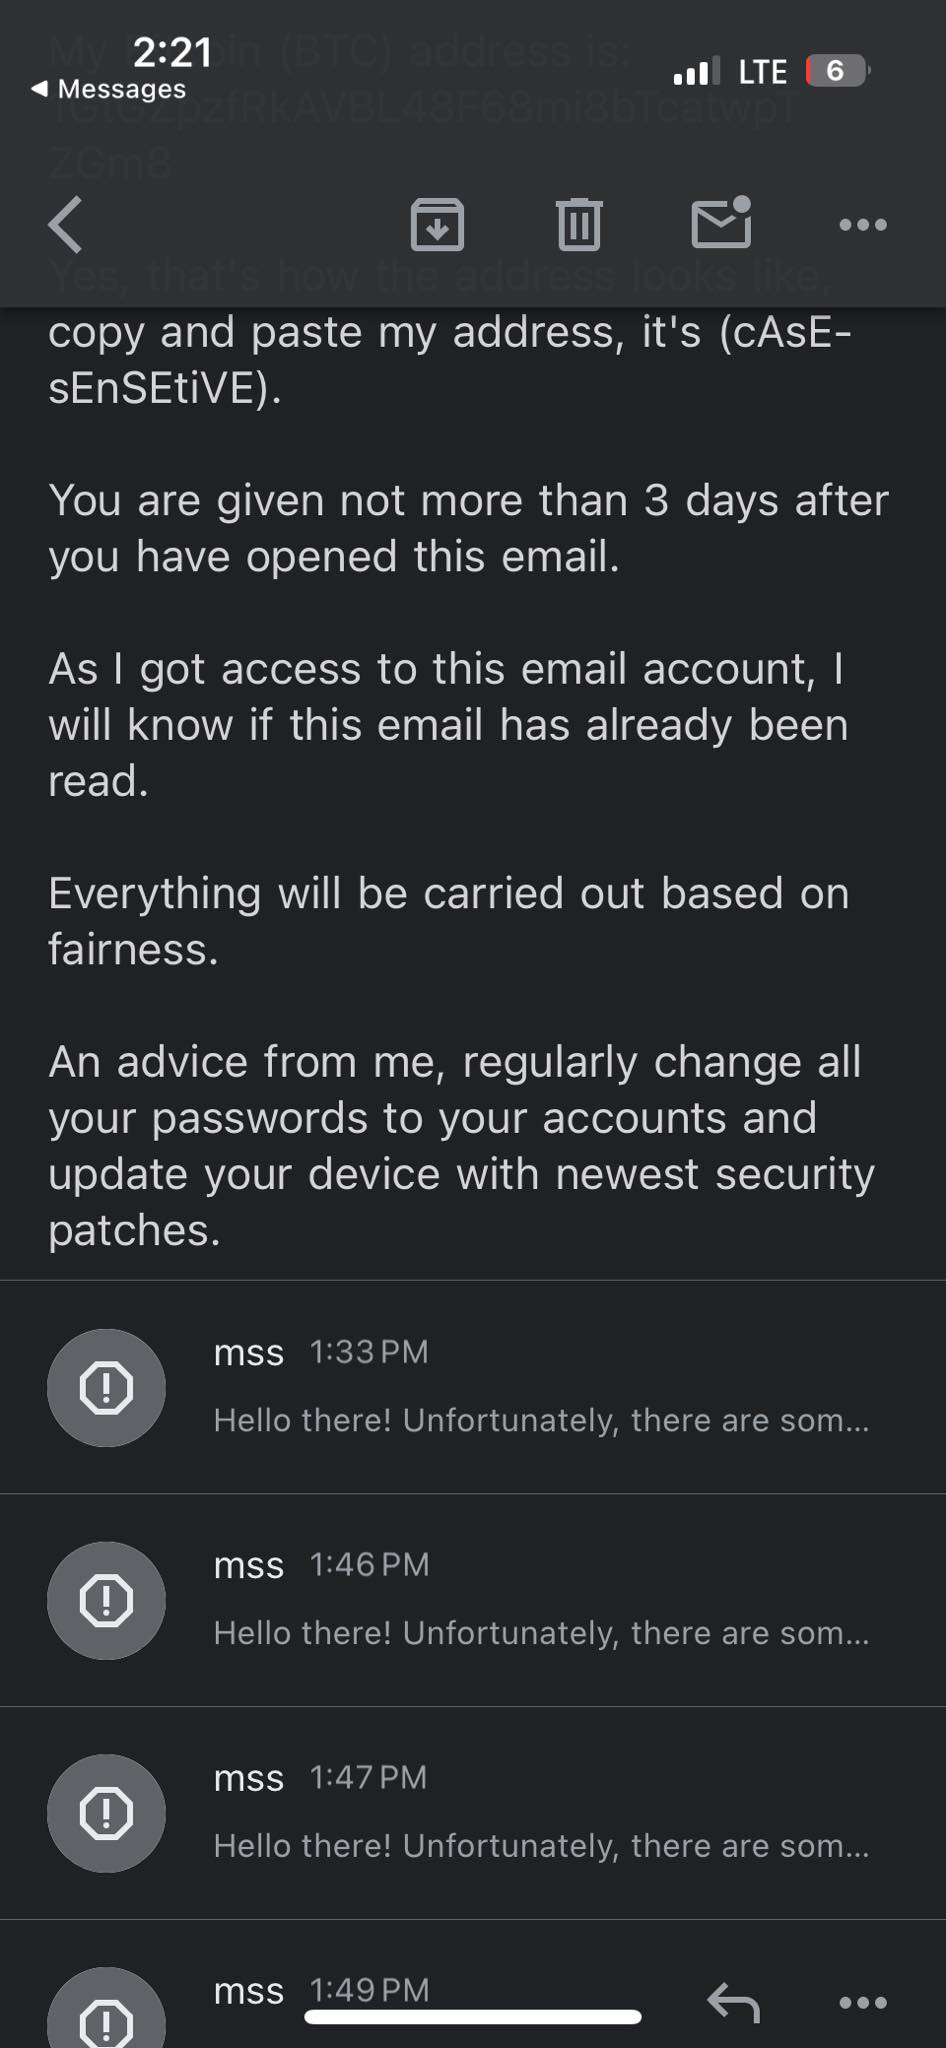 2:21
Messages
LTE
6
(BTC) address is:
ZGm8
Yes, that's how the address looks like,
copy and paste my address, it's (cAsE-
sEnSEtiVE).
You are given not more than 3 days after
you have opened this email.
As I got access to this email account, I
will know if this email has already been
read.
Everything will be carried out based on
fairness.
An advice from me, regularly change all
your passwords to your accounts and
update your device with newest security
patches.
mss 1:33 PM
Hello there! Unfortunately, there are som...
mss 1:46 PM
Hello there! Unfortunately, there are som...
mss 1:47 PM
Hello there! Unfortunately, there are som...
mss 1:49 PM